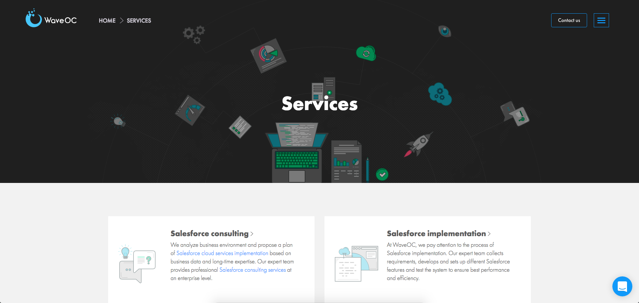 WaveOC
HOME > SERVICES
Contact us
Services
Salesforce consulting >
We analyze business environment and propose a plan
of Salesforce cloud services implementation based on
business data and long-time expertise. Our expert team
provides professional Salesforce consulting services at
an enterprise level.
Salesforce implementation >
At WaveOC, we pay attention to the process of
Salesforce implementation. Our expert team collects
requirements, develops and sets up different Salesforce
features and test the system to ensure best performance
and efficiency.